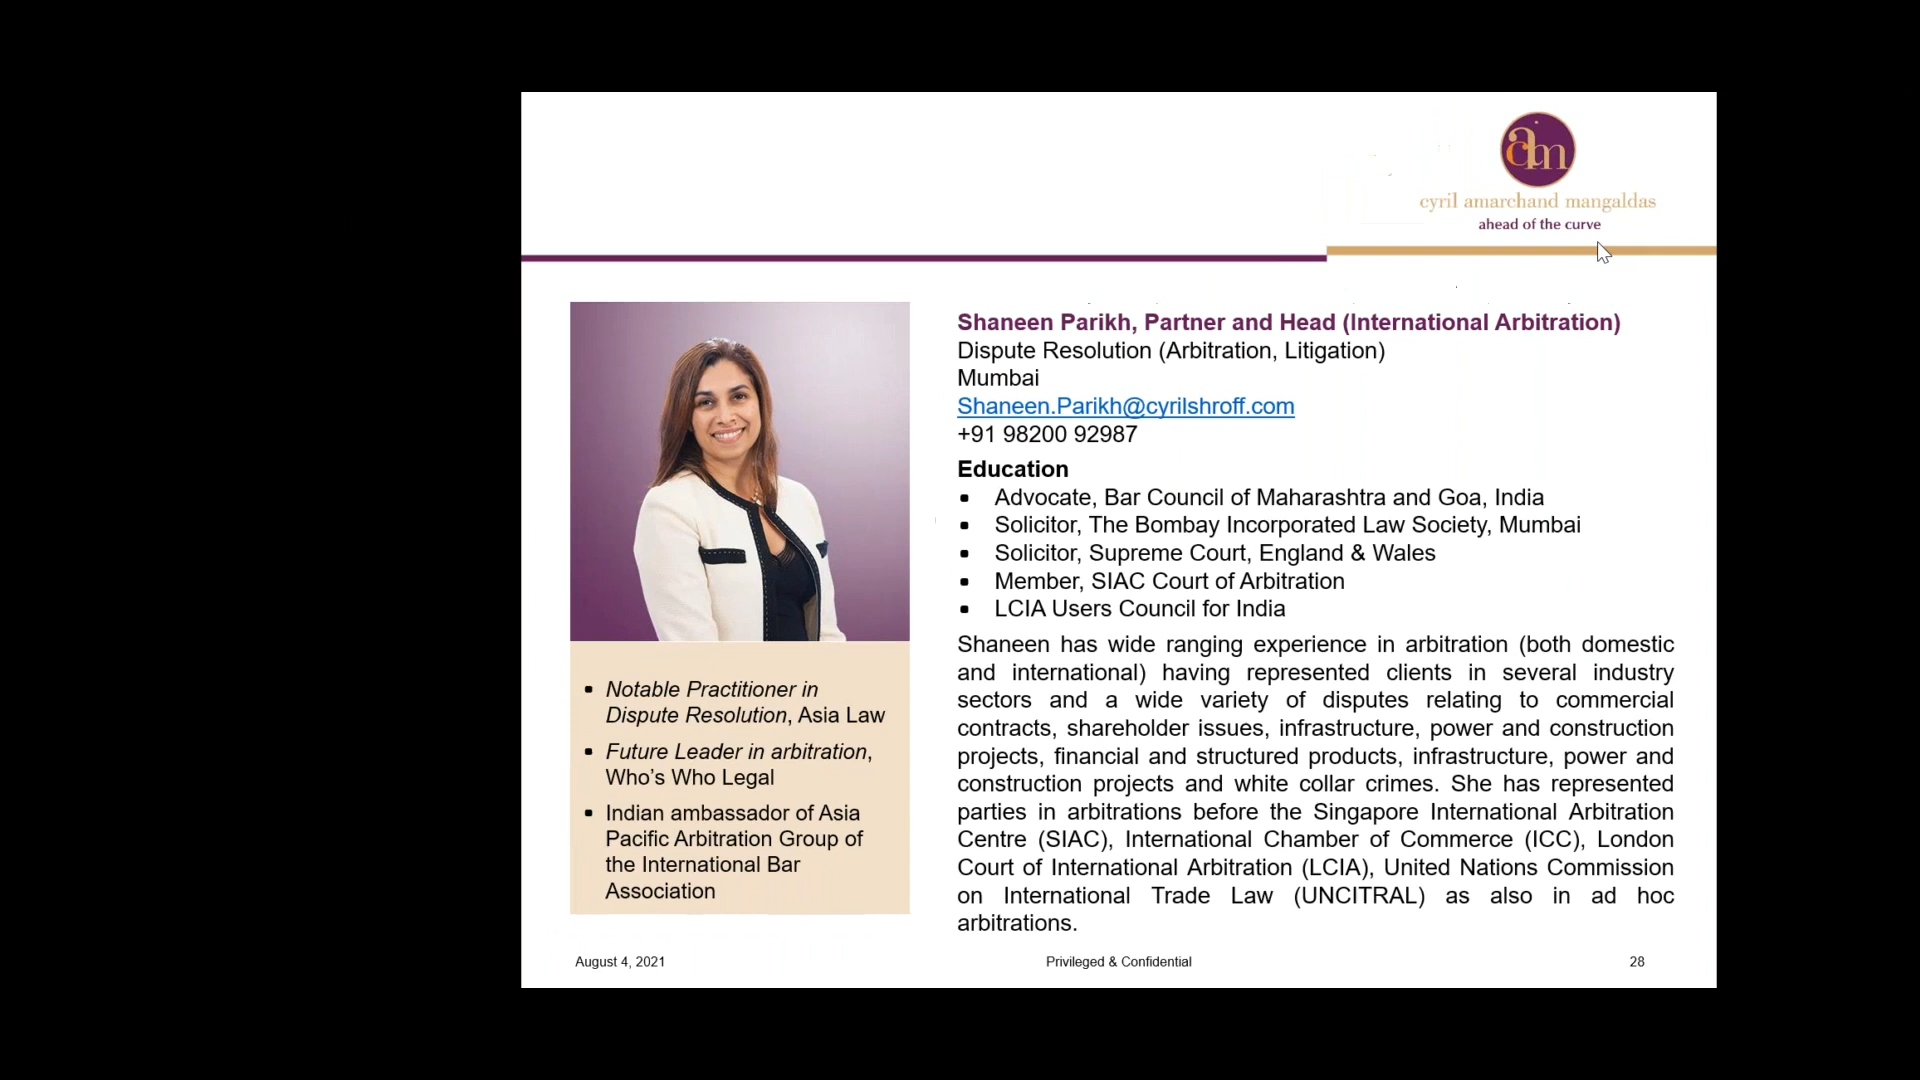 cim
cyril amarchand mangaldas
ahead of the curve
Shaneen Parikh, Partner and Head (International Arbitration)
Dispute Resolution (Arbitration, Litigation)
Mumbai
Shaneen.Parikh@cyrilshroff.com
+91 98200 92987
Education
▪ Advocate, Bar Council of Maharashtra and Goa, India
▪ Solicitor, The Bombay Incorporated Law Society, Mumbai
▪ Solicitor, Supreme Court, England & Wales
▪ Member, SIAC Court of Arbitration
▪ LCIA Users Council for India
Shaneen has wide ranging experience in arbitration (both domestic
and international) having represented clients in several industry
sectors and a wide variety of disputes relating to commercial
contracts, shareholder issues, infrastructure, power and construction
projects, financial and structured products, infrastructure, power and
construction projects and white collar crimes. She has represented
parties in arbitrations before the Singapore International Arbitration
Centre (SIAC), International Chamber of Commerce (ICC), London
Court of International Arbitration (LCIA), United Nations Commission
on International Trade Law (UNCITRAL) as also in ad hoc
arbitrations.
▪ Notable Practitioner in
Dispute Resolution, Asia Law
▪ Future Leader in arbitration,
Who’s Who Legal
▪ Indian ambassador of Asia
Pacific Arbitration Group of
the International Bar
Association
August 4, 2021
Privileged & Confidential
28